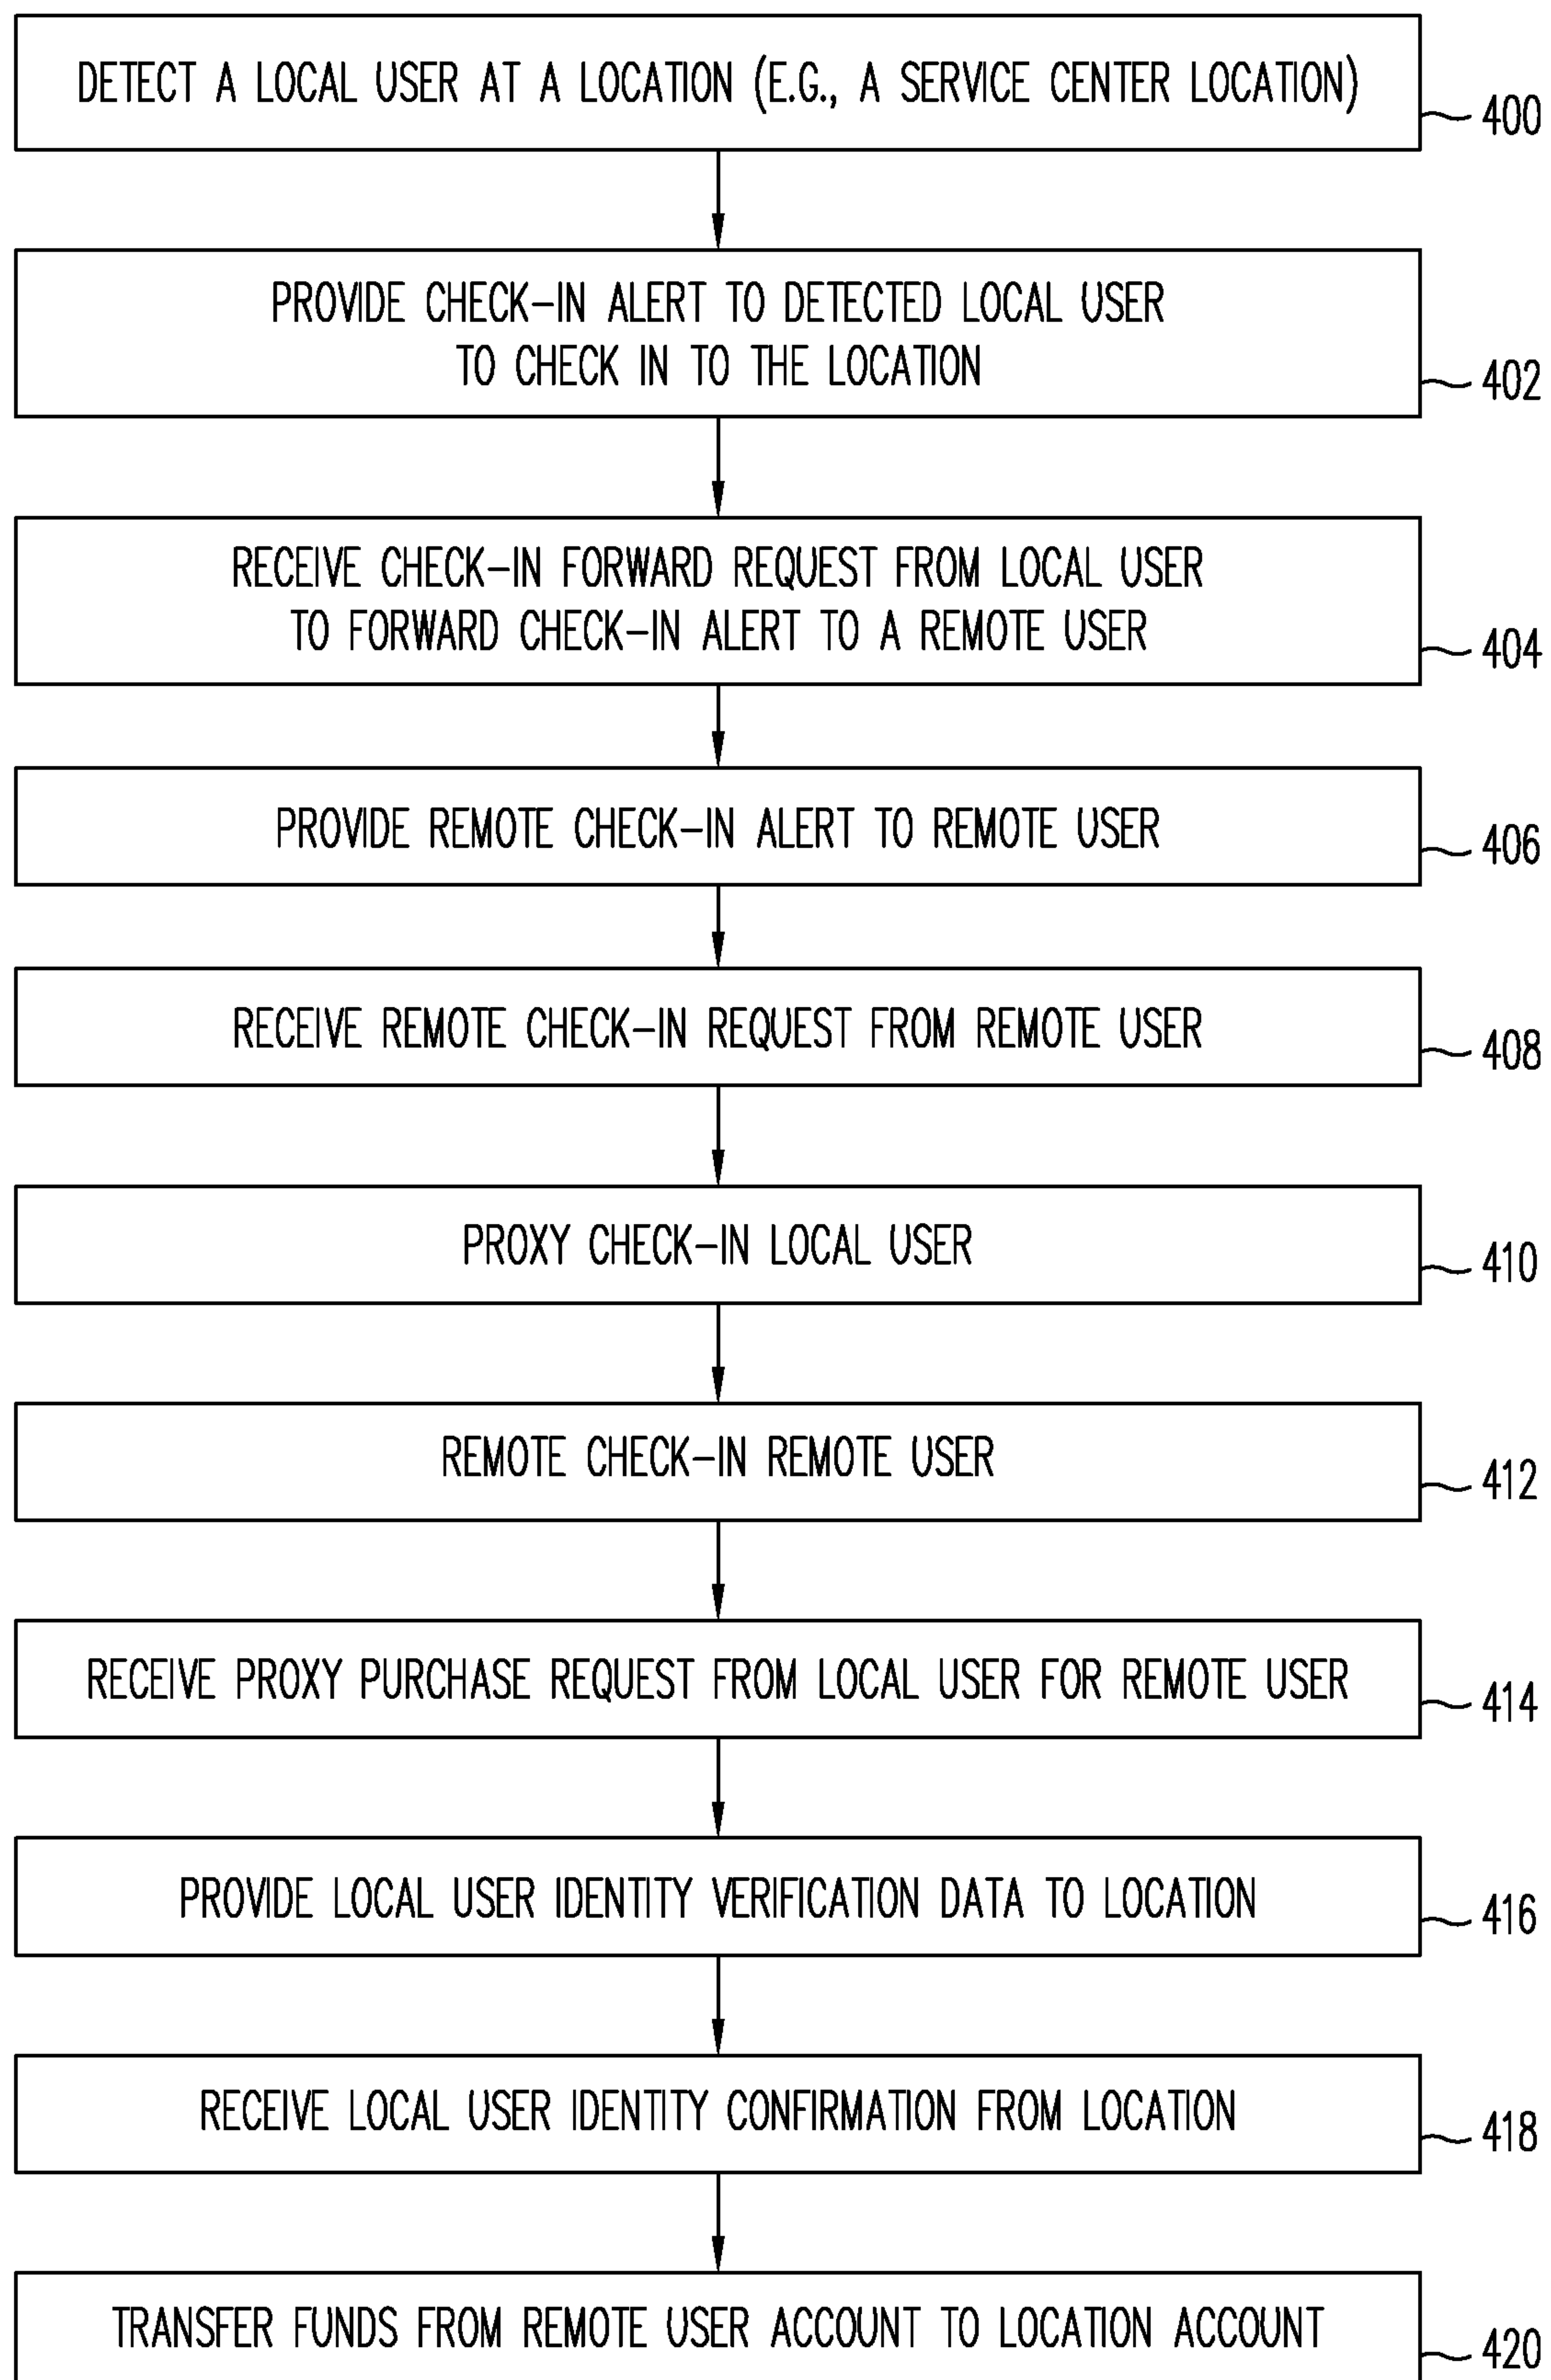 DETECT A LOCAL USER AT A LOCATION (E.G., A SERVICE CENTER LOCATION)
400
PROVIDE CHECK-IN ALERT TO DETECTED LOCAL USER
TO CHECK IN TO THE LOCATION
402
RECEIVE CHECK-IN FORWARD REQUEST FROM LOCAL USER
TO FORWARD CHECK-IN ALERT TO A REMOTE USER
404
PROVIDE REMOTE CHECK-IN ALERT TO REMOTE USER
406
RECEIVE REMOTE CHECK-IN REQUEST FROM REMOTE USER
408
PROXY CHECK-IN LOCAL USER
410
REMOTE CHECK-IN REMOTE USER
412
RECEIVE PROXY PURCHASE REQUEST FROM LOCAL USER FOR REMOTE USER
414
PROVIDE LOCAL USER IDENTITY VERIFICATION DATA TO LOCATION
416
RECEIVE LOCAL USER IDENTITY CONFIRMATION FROM LOCATION
418
TRANSFER FUNDS FROM REMOTE USER ACCOUNT TO LOCATION ACCOUNT
420